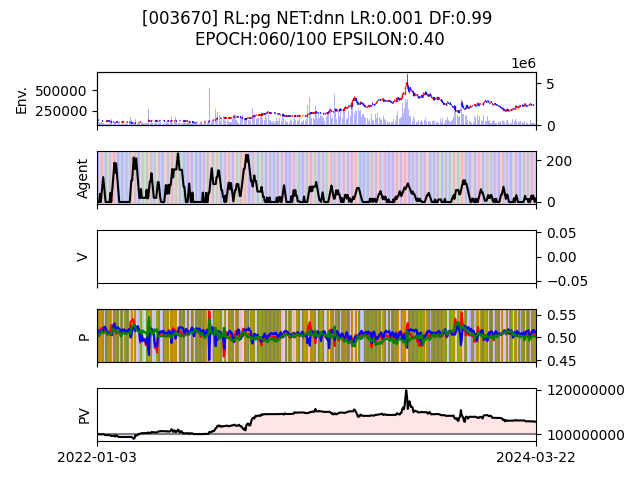 [003670] RL:pg NET:dnn LR:0.001 DF:0.99
EPOCH:060/100 EPSILON:0.40
1e6
Env.
500000
250000
5
0
Agent
200
0
V
0.05
0.00
−0.05
P
0.55
0.50
0.45
PV
120000000
100000000
2022-01-03
2024-03-22